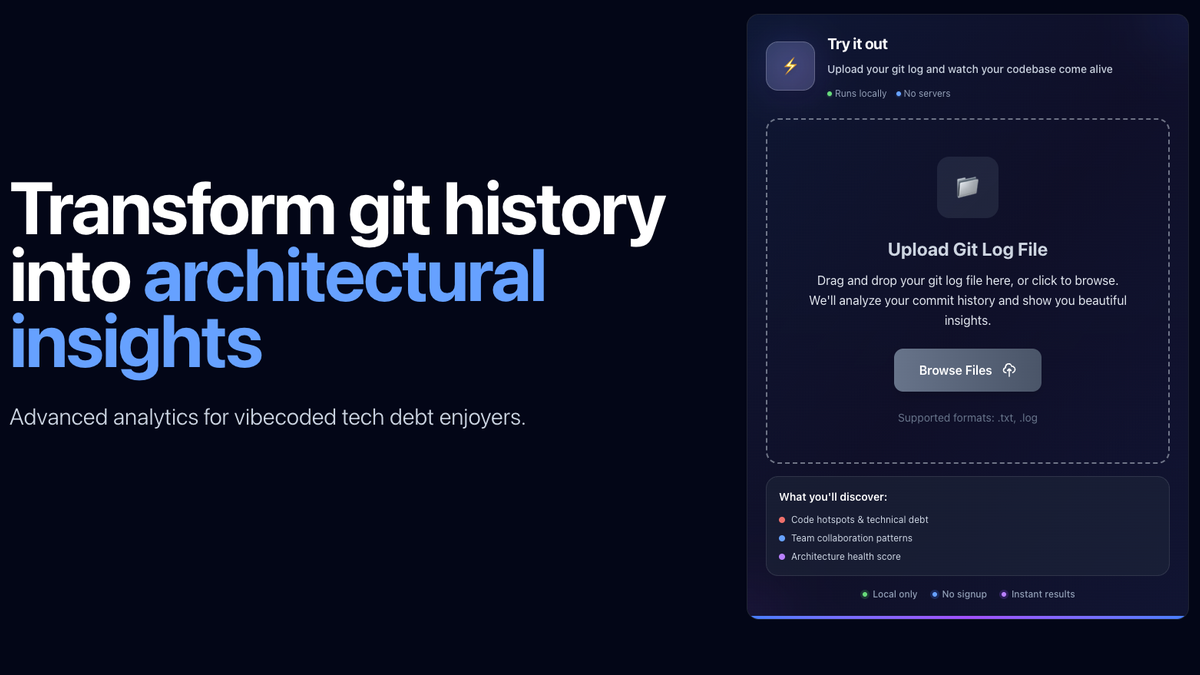 Transform git history
into architectural
insights
Advanced analytics for vibecoded tech debt enjoyers.
Try it out
Upload your git log and watch your codebase come alive
Runs locally No servers
Upload Git Log File
Drag and drop your git log file here, or click to browse.
We'll analyze your commit history and show you beautiful
insights.
Browse Files
Supported formats: .txt, .log
What you'll discover:
Code hotspots & technical debt
Team collaboration patterns
Architecture health score
Local only No signup Instant results